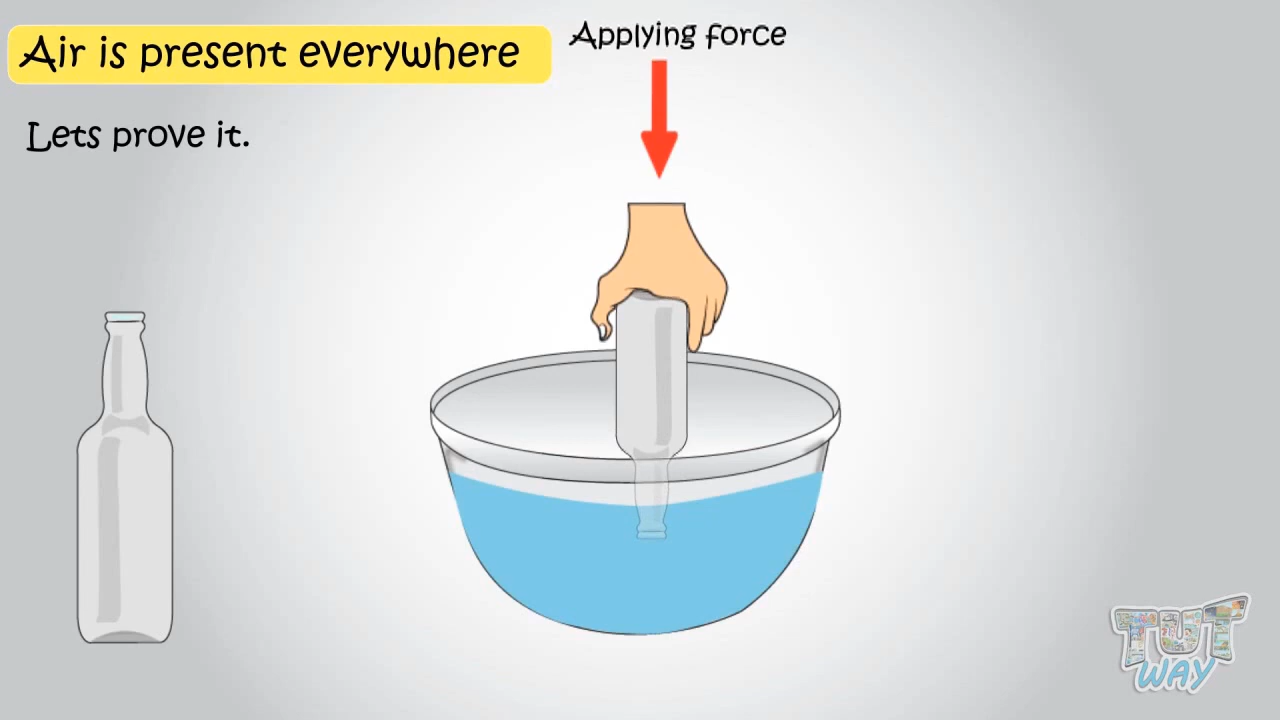 Air is present everywhere
Applying force
Lets prove it.
TUT
WAY